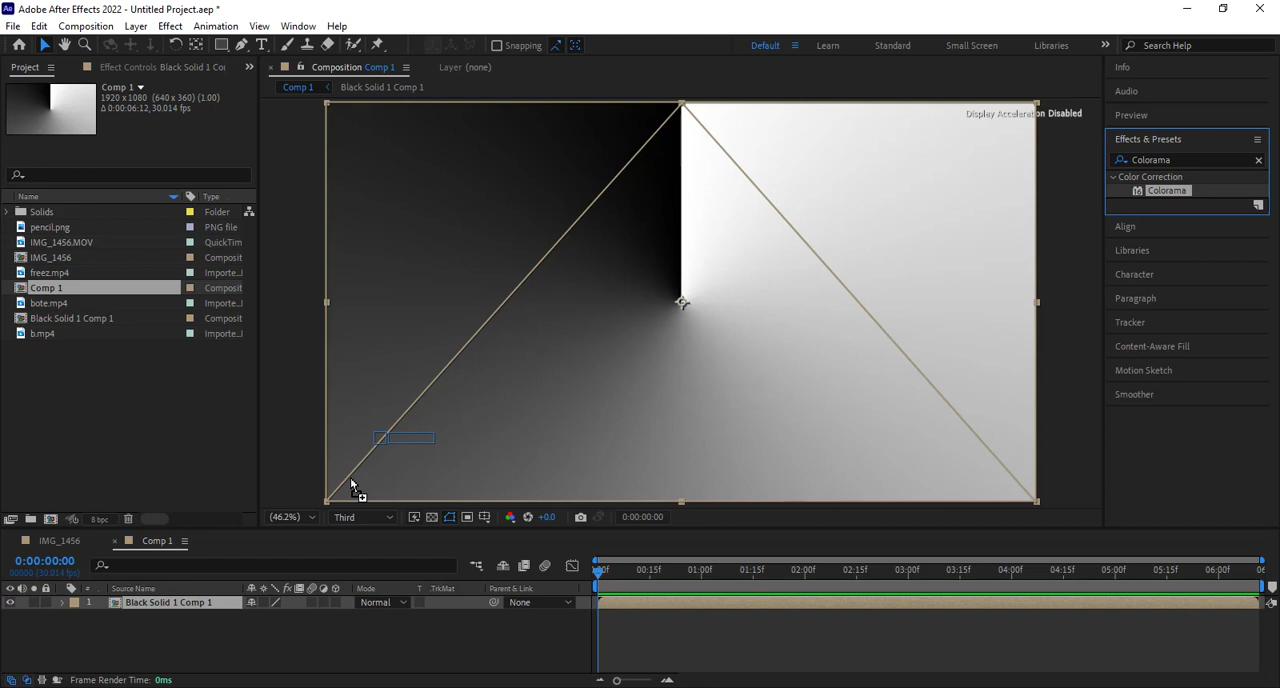 Ae Adobe After Effects 2022 - Untitled Project.aep *
File Edit Composition Layer Effect Animation View Window Help
Snapping Default Learn Standard Small Screen Libraries Search Help
Project Effect Controls Black Solid 1 Co
Composition Comp 1 Layer (none)
Info
Comp 1
1920 x 1080 (640 x 360) (1.00)
Δ 0:00:06:12, 30.014 fps
Comp 1 Black Solid 1 Comp 1
Audio
Display Acceleration Disabled
Preview
Effects & Presets
Colorama
Color Correction
Colorama
Name Type
Solids Folder
pencil.png PNG file
IMG_1456.MOV QuickTim
IMG_1456 Composit
freez.mp4 Importe...l
Comp 1 Composit
bote.mp4 Importe...l
Black Solid 1 Comp 1 Composit
b.mp4 Importe...l
Align
Libraries
Character
Paragraph
Tracker
Content-Aware Fill
Motion Sketch
Smoother
8 bpc
(46.2%) Third +0.0 0:00:00:00
IMG_1456 Comp 1
0:00:00:00
00000 (30.014 fps)
:00f 00:15f 01:00f 01:15f 02:00f 02:15f 03:00f 03:15f 04:00f 04:15f 05:00f 05:15f 06:00f
# Source Name fx Mode T .TrkMat Parent & Link
1 Black Solid 1 Comp 1 Normal None
Frame Render Time: 0ms